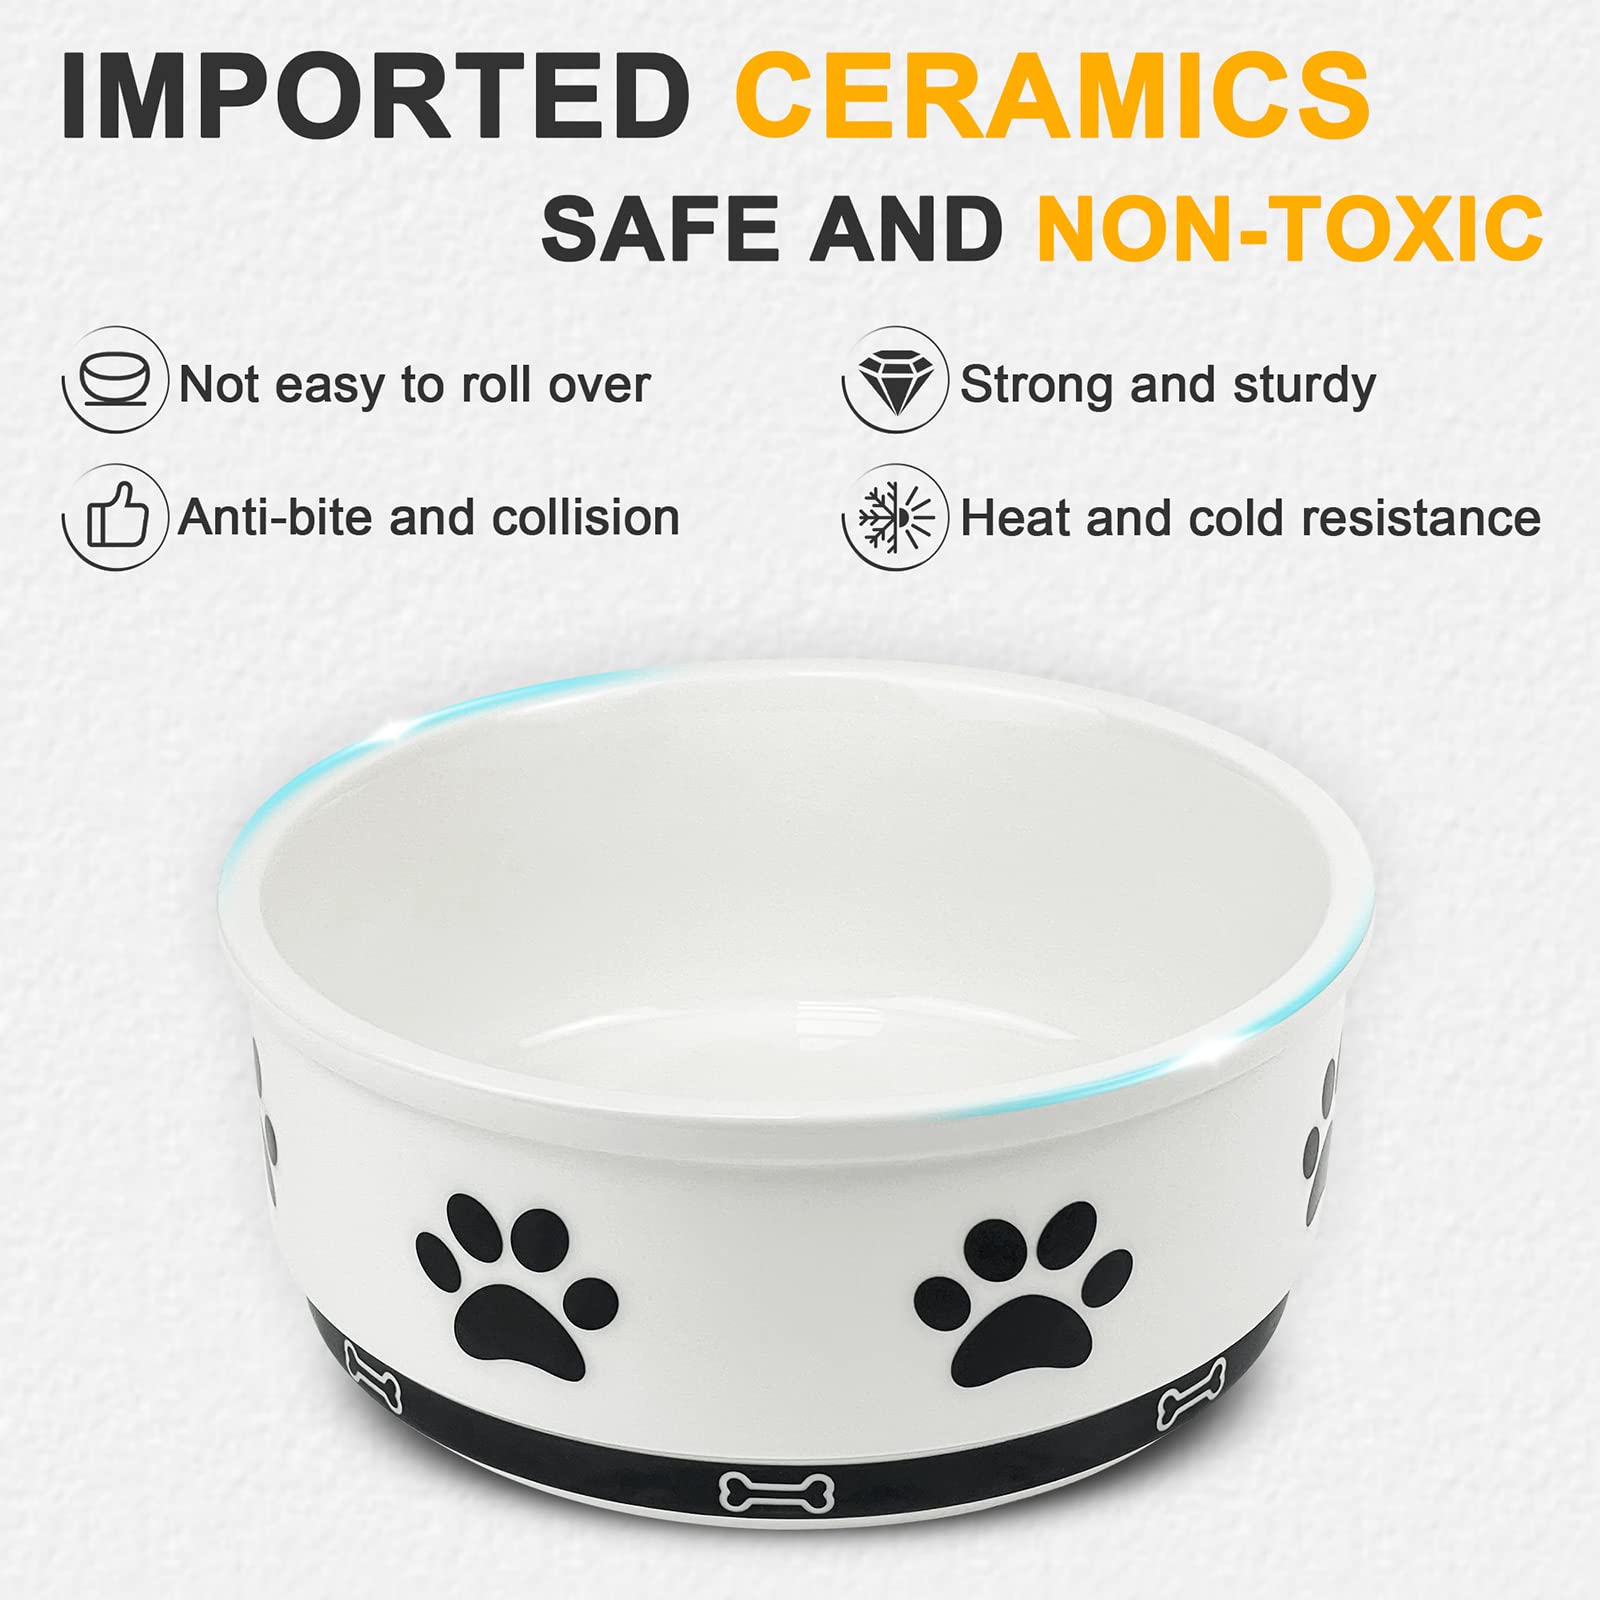 IMPORTED CERAMICS
SAFE AND NON-TOXIC
Not easy to roll over
Strong and sturdy
Anti-bite and collision
Heat and cold resistance